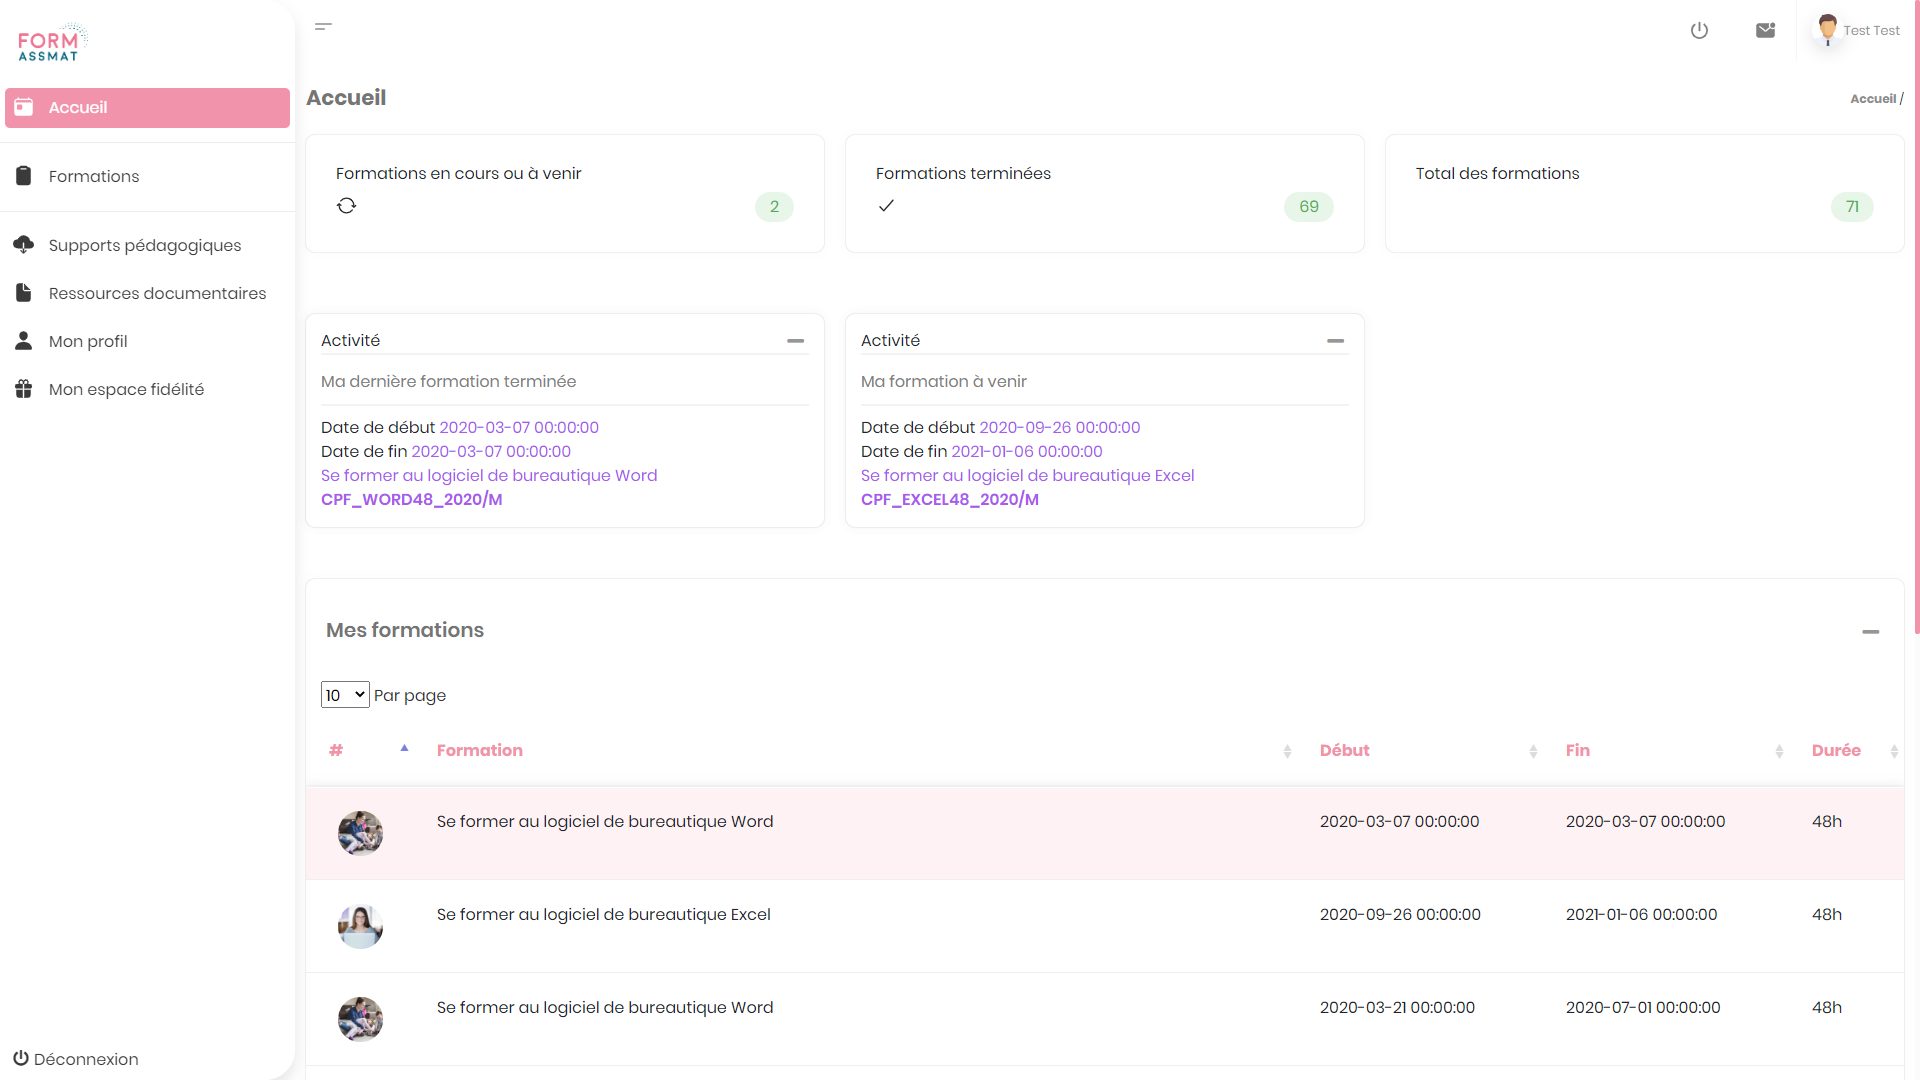 FORM
ASSMAT
Accueil
Formations
Supports pédagogiques
Ressources documentaires
Mon profil
Mon espace fidélité
Déconnexion
Test Test
Accueil
Accueil /
Formations en cours ou à venir
2
Formations terminées
69
Total des formations
71
Activité
Ma dernière formation terminée
Date de début 2020-03-07 00:00:00
Date de fin 2020-03-07 00:00:00
Se former au logiciel de bureautique Word
CPF_WORD48_2020/M
Activité
Ma formation à venir
Date de début 2020-09-26 00:00:00
Date de fin 2021-01-06 00:00:00
Se former au logiciel de bureautique Excel
CPF_EXCEL48_2020/M
Mes formations
10 Par page
# Formation Début Fin Durée
Se former au logiciel de bureautique Word 2020-03-07 00:00:00 2020-03-07 00:00:00 48h
Se former au logiciel de bureautique Excel 2020-09-26 00:00:00 2021-01-06 00:00:00 48h
Se former au logiciel de bureautique Word 2020-03-21 00:00:00 2020-07-01 00:00:00 48h